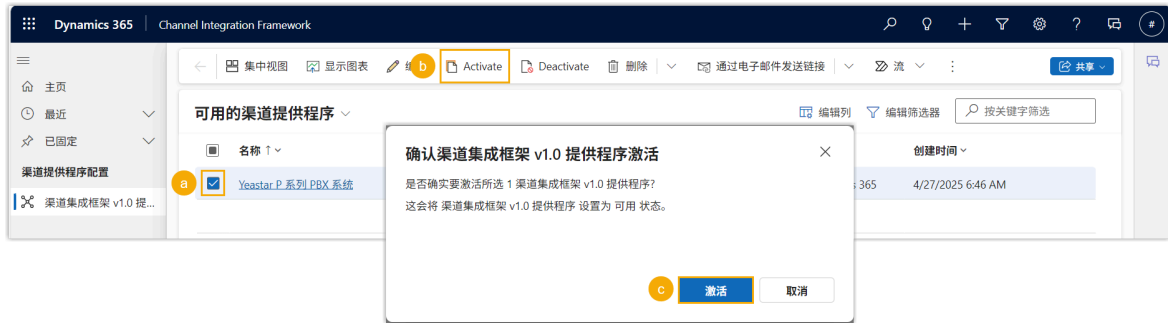 Dynamics 365 Channel Integration Framework #
集中视图 显示图表 b Activate Deactivate 删除 通过电子邮件发送链接 流 共享
主页
最近
已固定
渠道提供程序配置
渠道集成框架 v1.0 提...
可用的渠道提供程序 编辑列 编辑筛选器 按关键字筛选
名称 创建时间
a Yeastar P 系列 PBX 系统 365 4/27/2025 6:46 AM
确认渠道集成框架 v1.0 提供程序激活
是否确实要激活所选 1 渠道集成框架 v1.0 提供程序?
这会将 渠道集成框架 v1.0 提供程序 设置为 可用 状态。
c 激活 取消